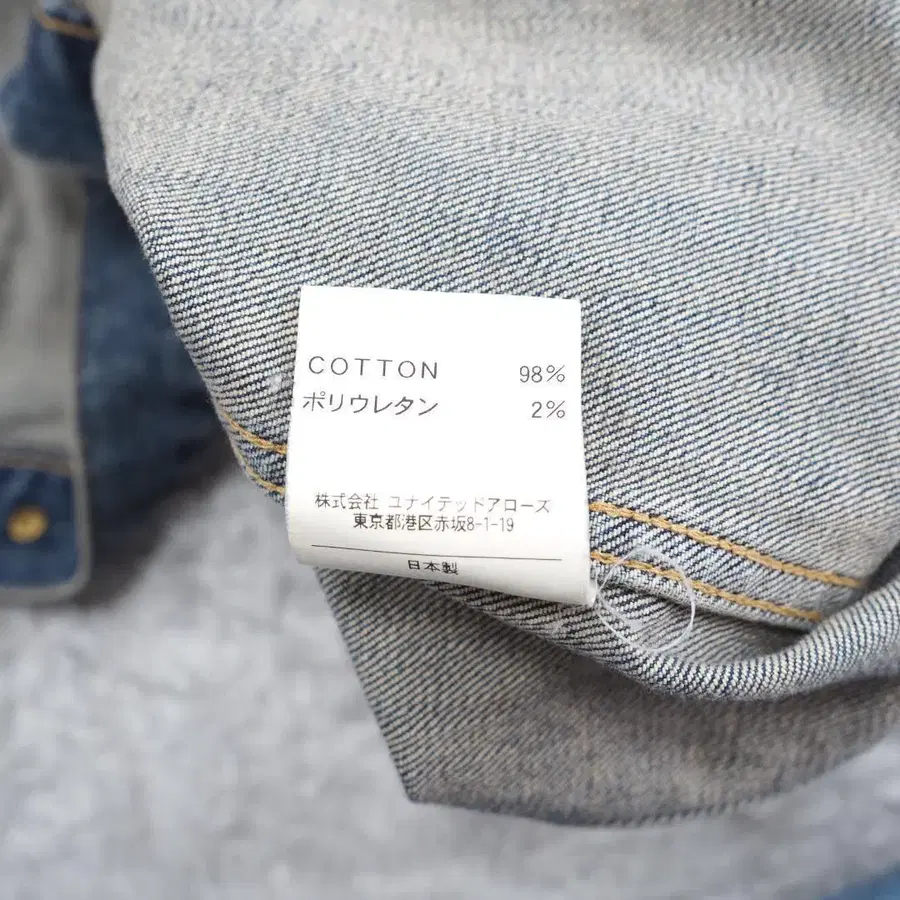 COTTON 98%
ポリウレタン 2%
株式会社 ユナイテッドアローズ
東京都港区赤坂8-1-19
日本製